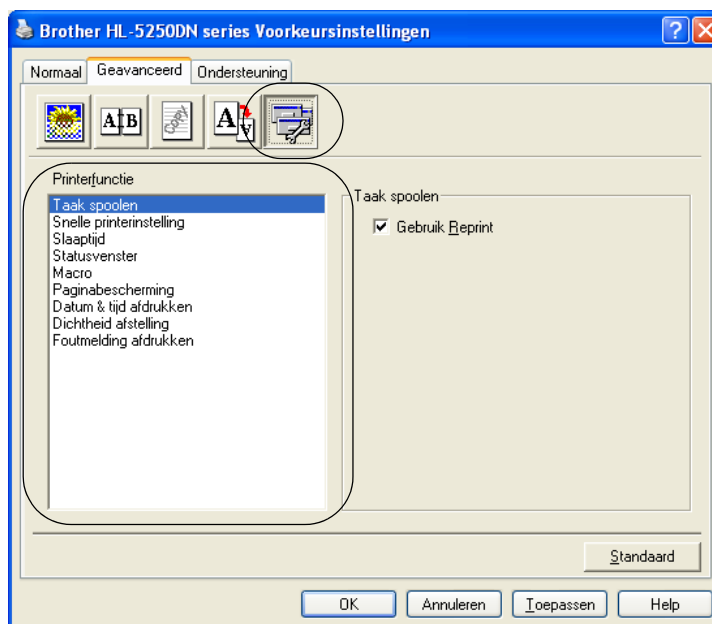 Brother HL-5250DN series Voorkeursinstellingen
Normaal Geavanceerd Ondersteuning
A B
Copy
A A
Printerfunctie
Taak spoolen
Snelle printerinstelling
Slaaptijd
Statusvenster
Macro
Paginabescherming
Datum & tijd afdrukken
Dichtheid afstelling
Foutmelding afdrukken
Taak spoolen
Gebruik Reprint
Standaard
OK Annuleren Toepassen Help